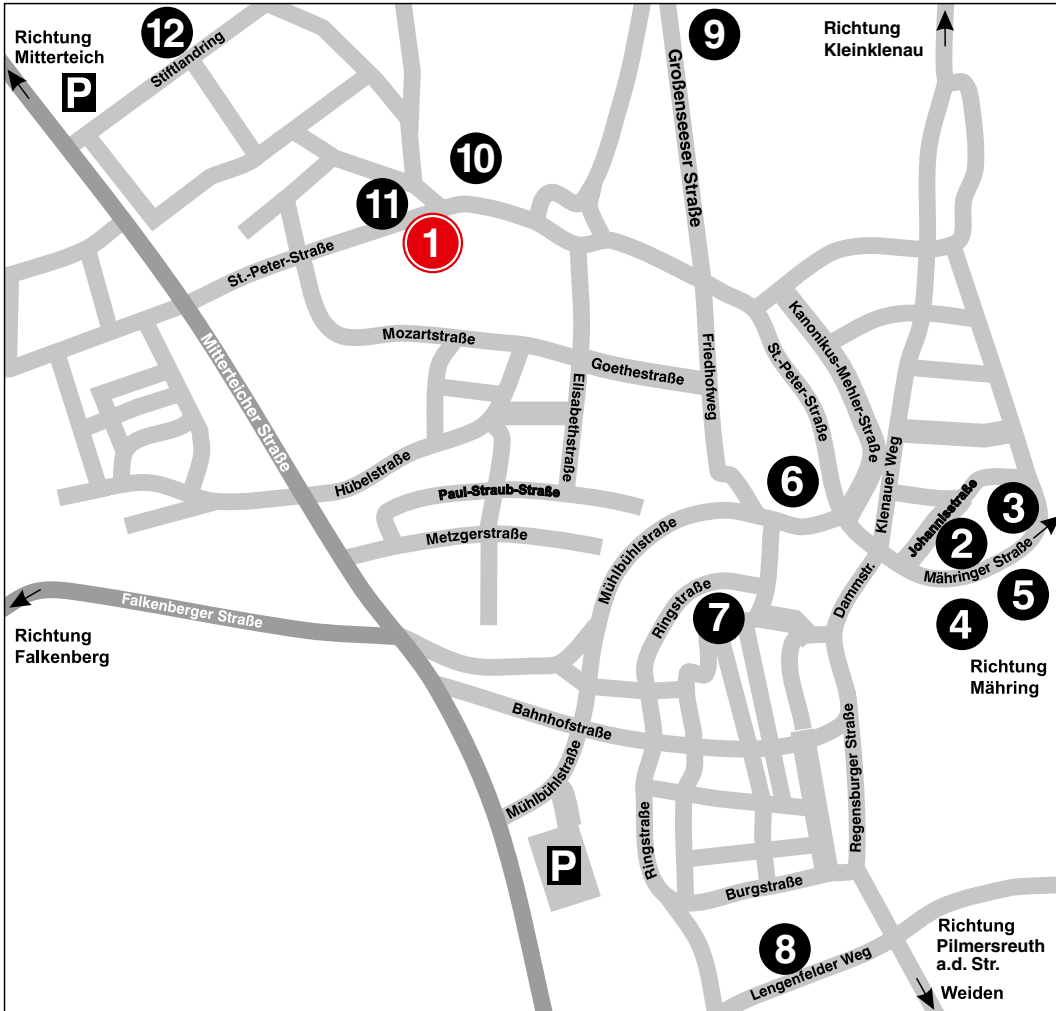 Richtung
Mitterteich
P
12
Stiftlandring
9
Großenseeser Straße
Richtung
Kleinklenau
10
11
1
St.-Peter-Straße
Mozartstraße
Goethestraße
Friedhofweg
Elisabethstraße
St.-Peter-Straße
Kanonikus-Mehler-Straße
Mitterteicher Straße
Hübelstraße
Paul-Straub-Straße
Metzgerstraße
6
Klenauer Weg
Johannisstraße
3
2
Mähringer Straße
5
4
Richtung
Mähring
Mühlbühlstraße
Ringstraße
7
Dammstr.
Falkenberger Straße
Richtung
Falkenberg
Bahnhofstraße
Mühlbühlstraße
Regensburger Straße
Ringstraße
P
Burgstraße
8
Lengenfelder Weg
Richtung
Pilmersreuth
a.d. Str.
Weiden